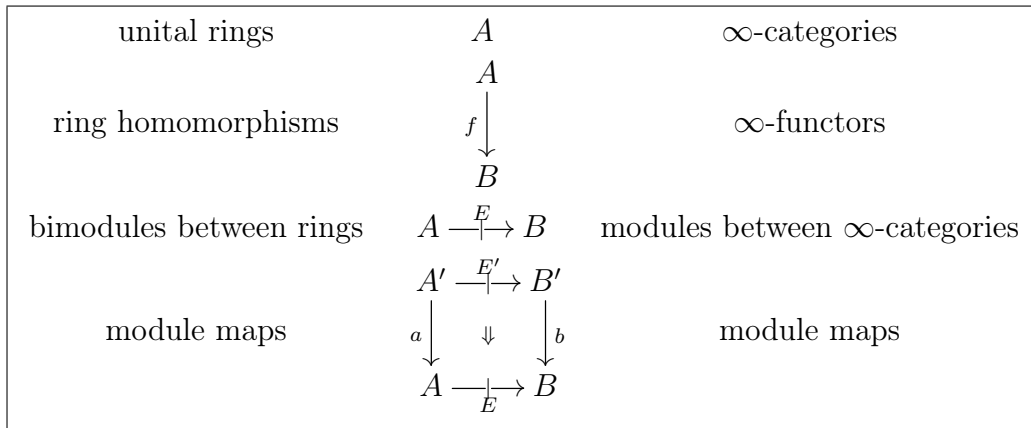 unital rings A ∞-categories
A
ring homomorphisms f ∞-functors
B
bimodules between rings A E B modules between ∞-categories
A′ E′ B′
module maps a ⇓ b module maps
A E B